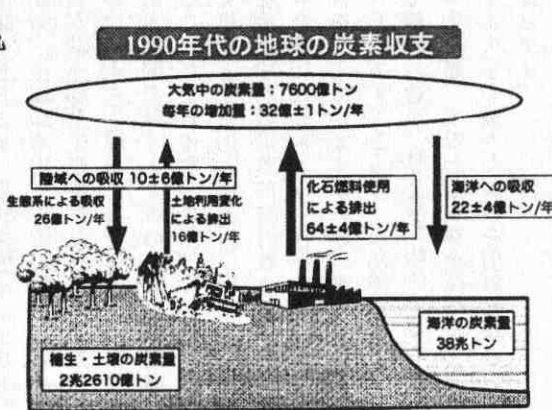 1990年代の地球の炭素収支
大気中の炭素量：7600億トン
毎年の増加量：32億±1トン/年
陸域への吸収 10±6億トン/年
生態系による吸収
26億トン/年
土地利用変化
による排出
16億トン/年
化石燃料使用
による排出
64±4億トン/年
海洋への吸収
22±4億トン/年
植生・土壌の炭素量
2兆2610億トン
海洋の炭素量
38兆トン